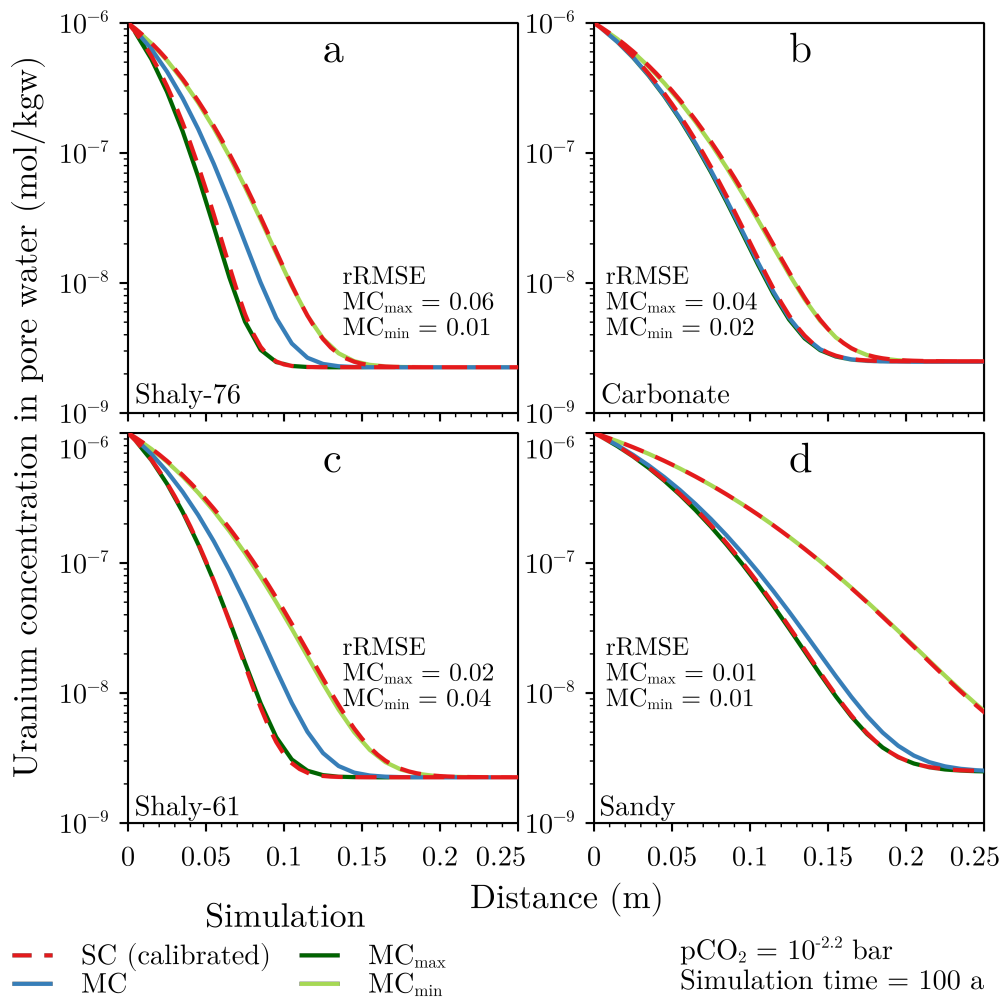 Uranium concentration in pore water (mol/kgw)
10⁻⁶
10⁻⁷
10⁻⁸
10⁻⁹
a
rRMSE
MCmax = 0.06
MCmin = 0.01
Shaly-76
10⁻⁶
10⁻⁷
10⁻⁸
10⁻⁹
b
rRMSE
MCmax = 0.04
MCmin = 0.02
Carbonate
10⁻⁶
10⁻⁷
10⁻⁸
10⁻⁹
c
rRMSE
MCmax = 0.02
MCmin = 0.04
Shaly-61
0 0.05 0.1 0.15 0.2 0.25
10⁻⁶
10⁻⁷
10⁻⁸
10⁻⁹
d
rRMSE
MCmax = 0.01
MCmin = 0.01
Sandy
0 0.05 0.1 0.15 0.2 0.25
Distance (m)
Simulation
SC (calibrated)
MC
MCmax
MCmin
pCO₂ = 10⁻²·² bar
Simulation time = 100 a